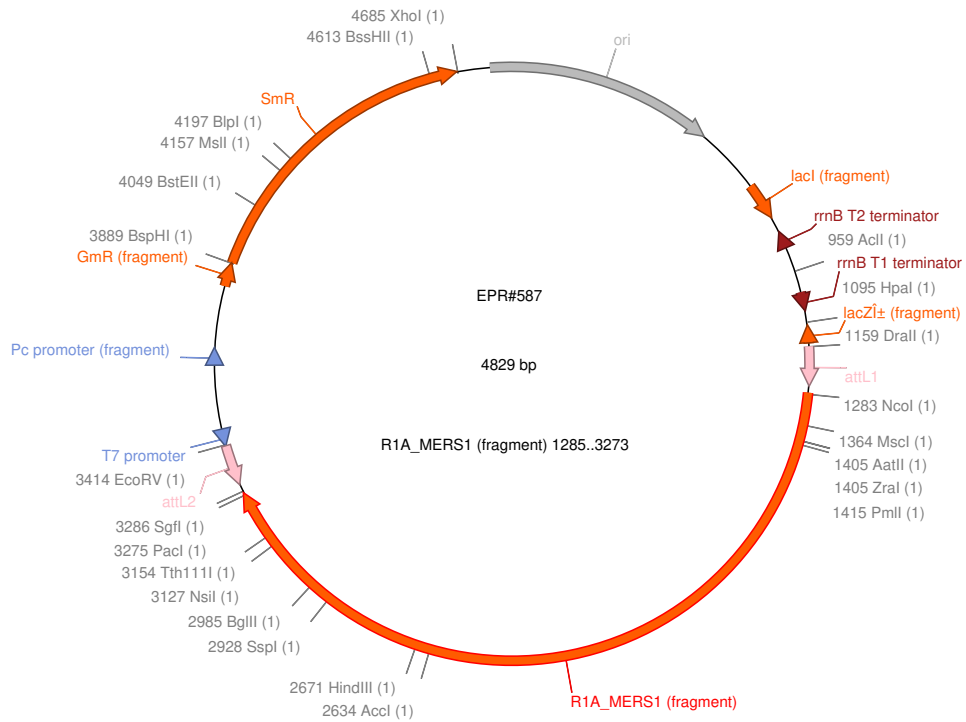 4685 XhoI (1)
4613 BssHII (1)
ori
SmR
4197 BlpI (1)
4157 MslI (1)
4049 BstEII (1)
3889 BspHI (1)
GmR (fragment)
Pc promoter (fragment)
T7 promoter
3414 EcoRV (1)
attL2
3286 SgfI (1)
3275 PacI (1)
3154 Tth111I (1)
3127 NsiI (1)
2985 BglII (1)
2928 SspI (1)
2671 HindIII (1)
2634 AccI (1)
R1A_MERS1 (fragment)
lacI (fragment)
rrnB T2 terminator
959 AclI (1)
rrnB T1 terminator
1095 HpaI (1)
lacZÎ± (fragment)
1159 DraII (1)
attL1
1283 NcoI (1)
1364 MscI (1)
1405 AatII (1)
1405 ZraI (1)
1415 PmlI (1)
EPR#587
4829 bp
R1A_MERS1 (fragment) 1285..3273